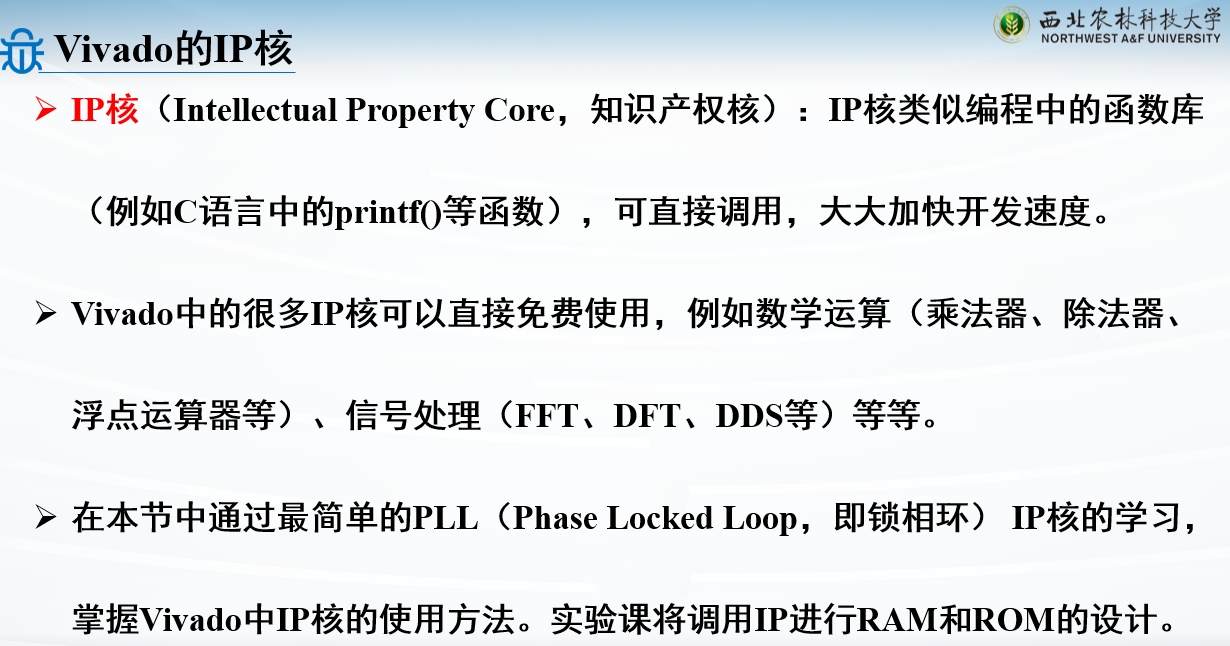 西北农林科技大学
NORTHWEST A&F UNIVERSITY
Vivado的IP核
➢ IP核（Intellectual Property Core，知识产权核）：IP核类似编程中的函数库
（例如C语言中的printf()等函数），可直接调用，大大加快开发速度。
➢ Vivado中的很多IP核可以直接免费使用，例如数学运算（乘法器、除法器、
浮点运算器等）、信号处理（FFT、DFT、DDS等）等等。
➢ 在本节中通过最简单的PLL（Phase Locked Loop，即锁相环） IP核的学习，
掌握Vivado中IP核的使用方法。实验课将调用IP进行RAM和ROM的设计。